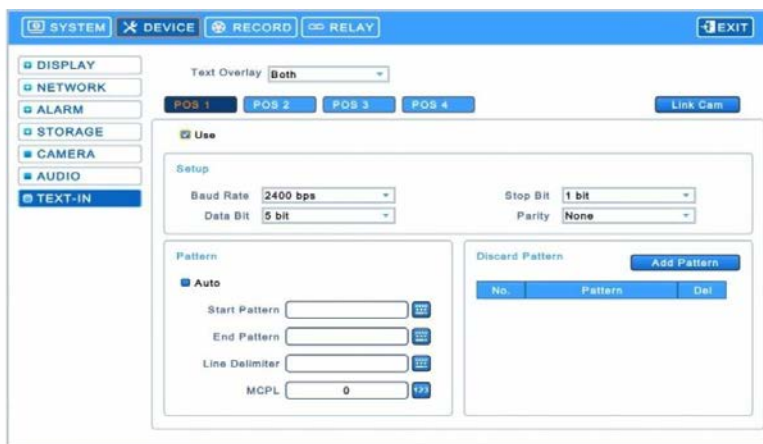 SYSTEM DEVICE RECORD RELAY EXIT
DISPLAY
NETWORK
ALARM
STORAGE
CAMERA
AUDIO
TEXT-IN
Text Overlay Both
POS 1 POS 2 POS 3 POS 4 Link Cam
Use
Setup
Baud Rate 2400 bps Stop Bit 1 bit
Data Bit 5 bit Parity None
Pattern
Auto
Start Pattern
End Pattern
Line Delimiter
MCPL 0 123
Discard Pattern Add Pattern
No. Pattern Del